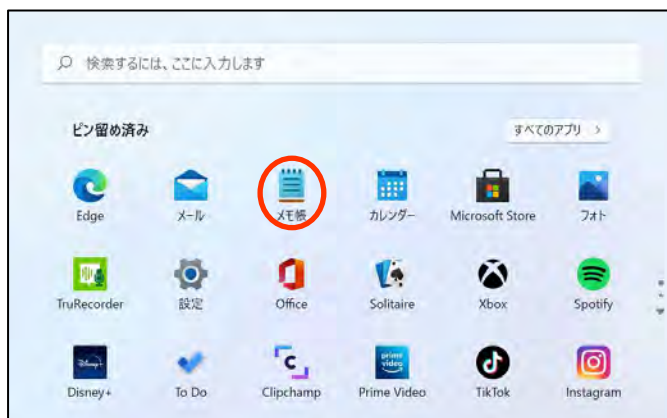 検索するには、ここに入力します
ピン留め済み
すべてのアプリ >
Edge メール メモ帳 カレンダー Microsoft Store フォト
TruRecorder 設定 Office Solitaire Xbox Spotify
Disney+
prime video
Disney+ To Do Clipchamp Prime Video TikTok Instagram